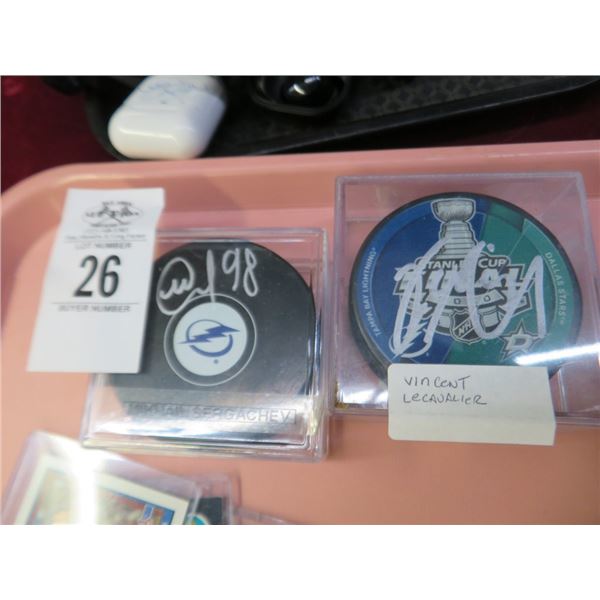 LOT NUMBER
26
BUYER NUMBER
98
MIKHAIL SERGACHEV
STANLEY CUP
TAMPA BAY LIGHTNING
DALLAS STARS
VINCENT
LECAVALIER